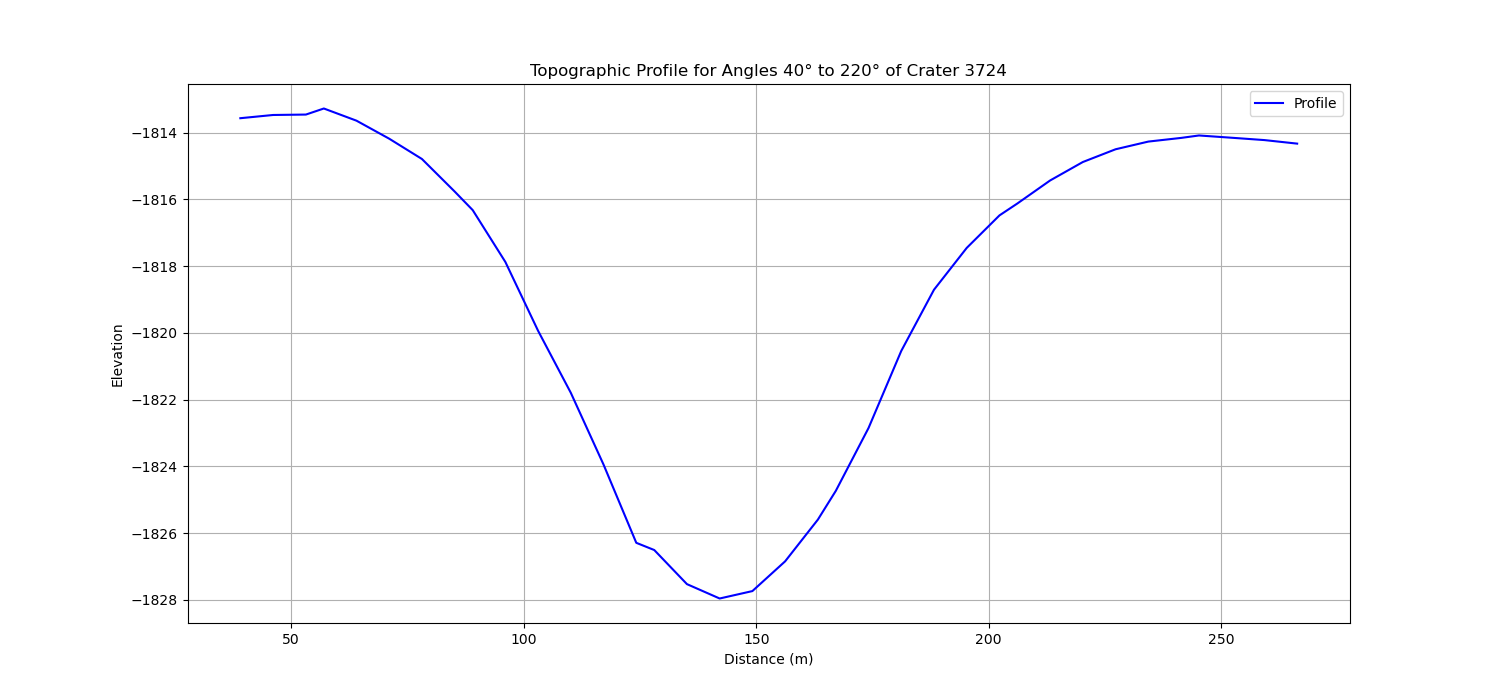 Topographic Profile for Angles 40° to 220° of Crater 3724
Profile
−1814
−1816
−1818
−1820
−1822
−1824
−1826
−1828
Elevation
50 100 150 200 250
Distance (m)